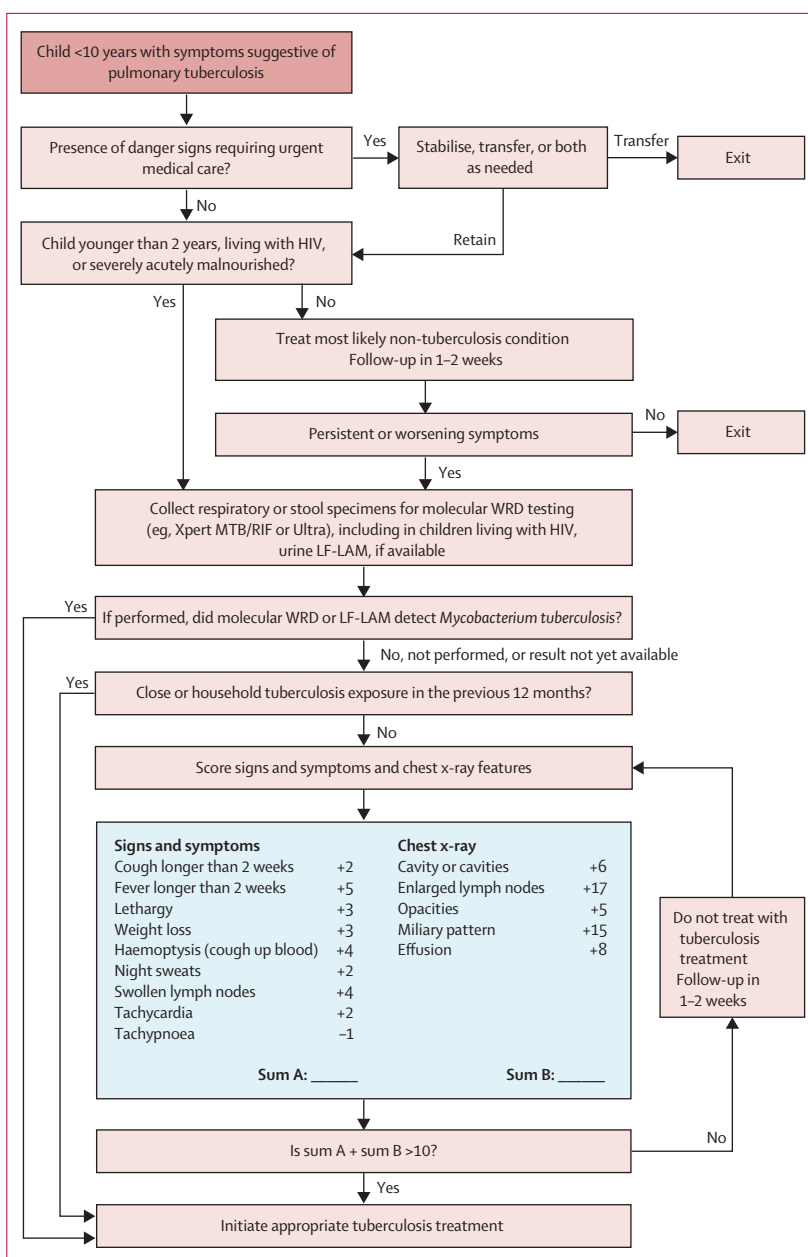 Child <10 years with symptoms suggestive of
pulmonary tuberculosis
Presence of danger signs requiring urgent
medical care?
Yes
Stabilise, transfer, or both
as needed
Transfer
Exit
No
Retain
Child younger than 2 years, living with HIV,
or severely acutely malnourished?
Yes
No
Treat most likely non-tuberculosis condition
Follow-up in 1–2 weeks
Persistent or worsening symptoms
No
Exit
Yes
Collect respiratory or stool specimens for molecular WRD testing
(eg, Xpert MTB/RIF or Ultra), including in children living with HIV,
urine LF-LAM, if available
Yes
If performed, did molecular WRD or LF-LAM detect Mycobacterium tuberculosis?
No, not performed, or result not yet available
Yes
Close or household tuberculosis exposure in the previous 12 months?
No
Score signs and symptoms and chest x-ray features
Signs and symptoms
Cough longer than 2 weeks +2
Fever longer than 2 weeks +5
Lethargy +3
Weight loss +3
Haemoptysis (cough up blood) +4
Night sweats +2
Swollen lymph nodes +4
Tachycardia +2
Tachypnoea –1
Sum A: ______
Chest x-ray
Cavity or cavities +6
Enlarged lymph nodes +17
Opacities +5
Miliary pattern +15
Effusion +8
Sum B: ______
Do not treat with
tuberculosis
treatment
Follow-up in
1–2 weeks
Is sum A + sum B >10?
No
Yes
Initiate appropriate tuberculosis treatment